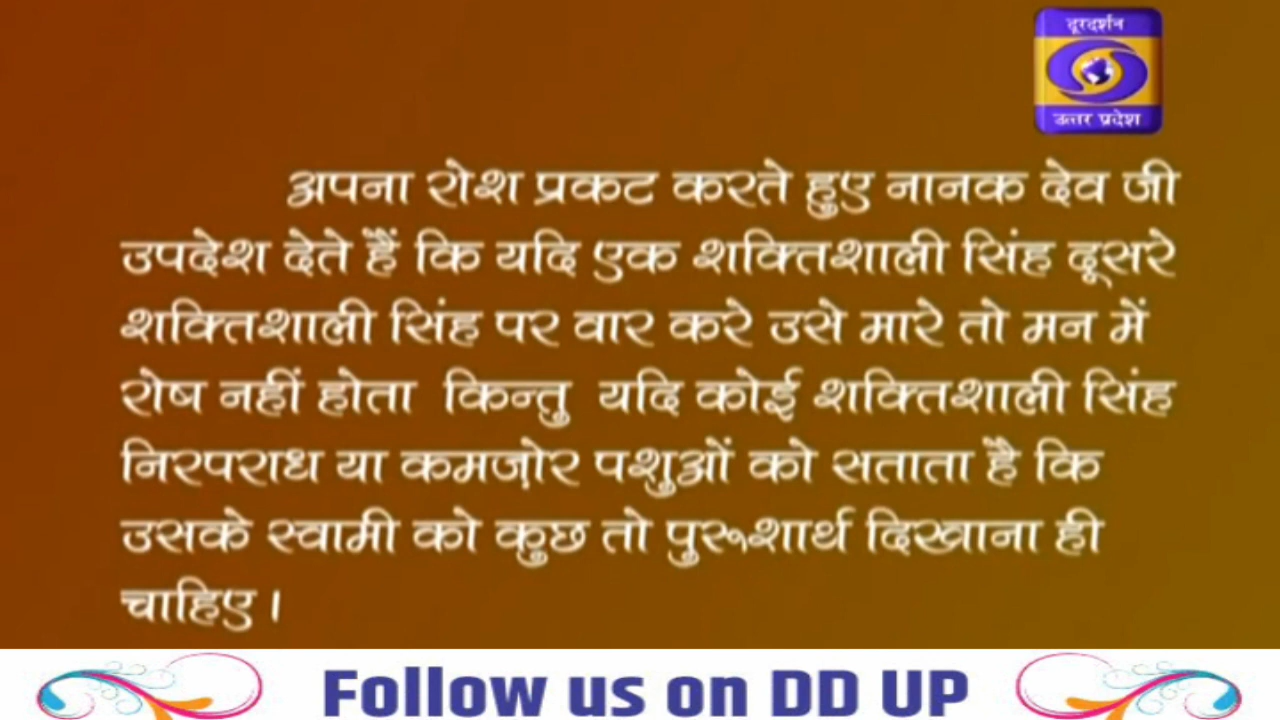 दूरदर्शन
उत्तर प्रदेश
अपना रोश प्रकट करते हुए नानक देव जी
उपदेश देते हैं कि यदि एक शक्तिशाली सिंह दूसरे
शक्तिशाली सिंह पर वार करे उसे मारे तो मन में
रोष नहीं होता किन्तु यदि कोई शक्तिशाली सिंह
निरपराध या कमज़ोर पशुओं को सताता है कि
उसके स्वामी को कुछ तो पुरूशार्थ दिखाना ही
चाहिए।
Follow us on DD UP